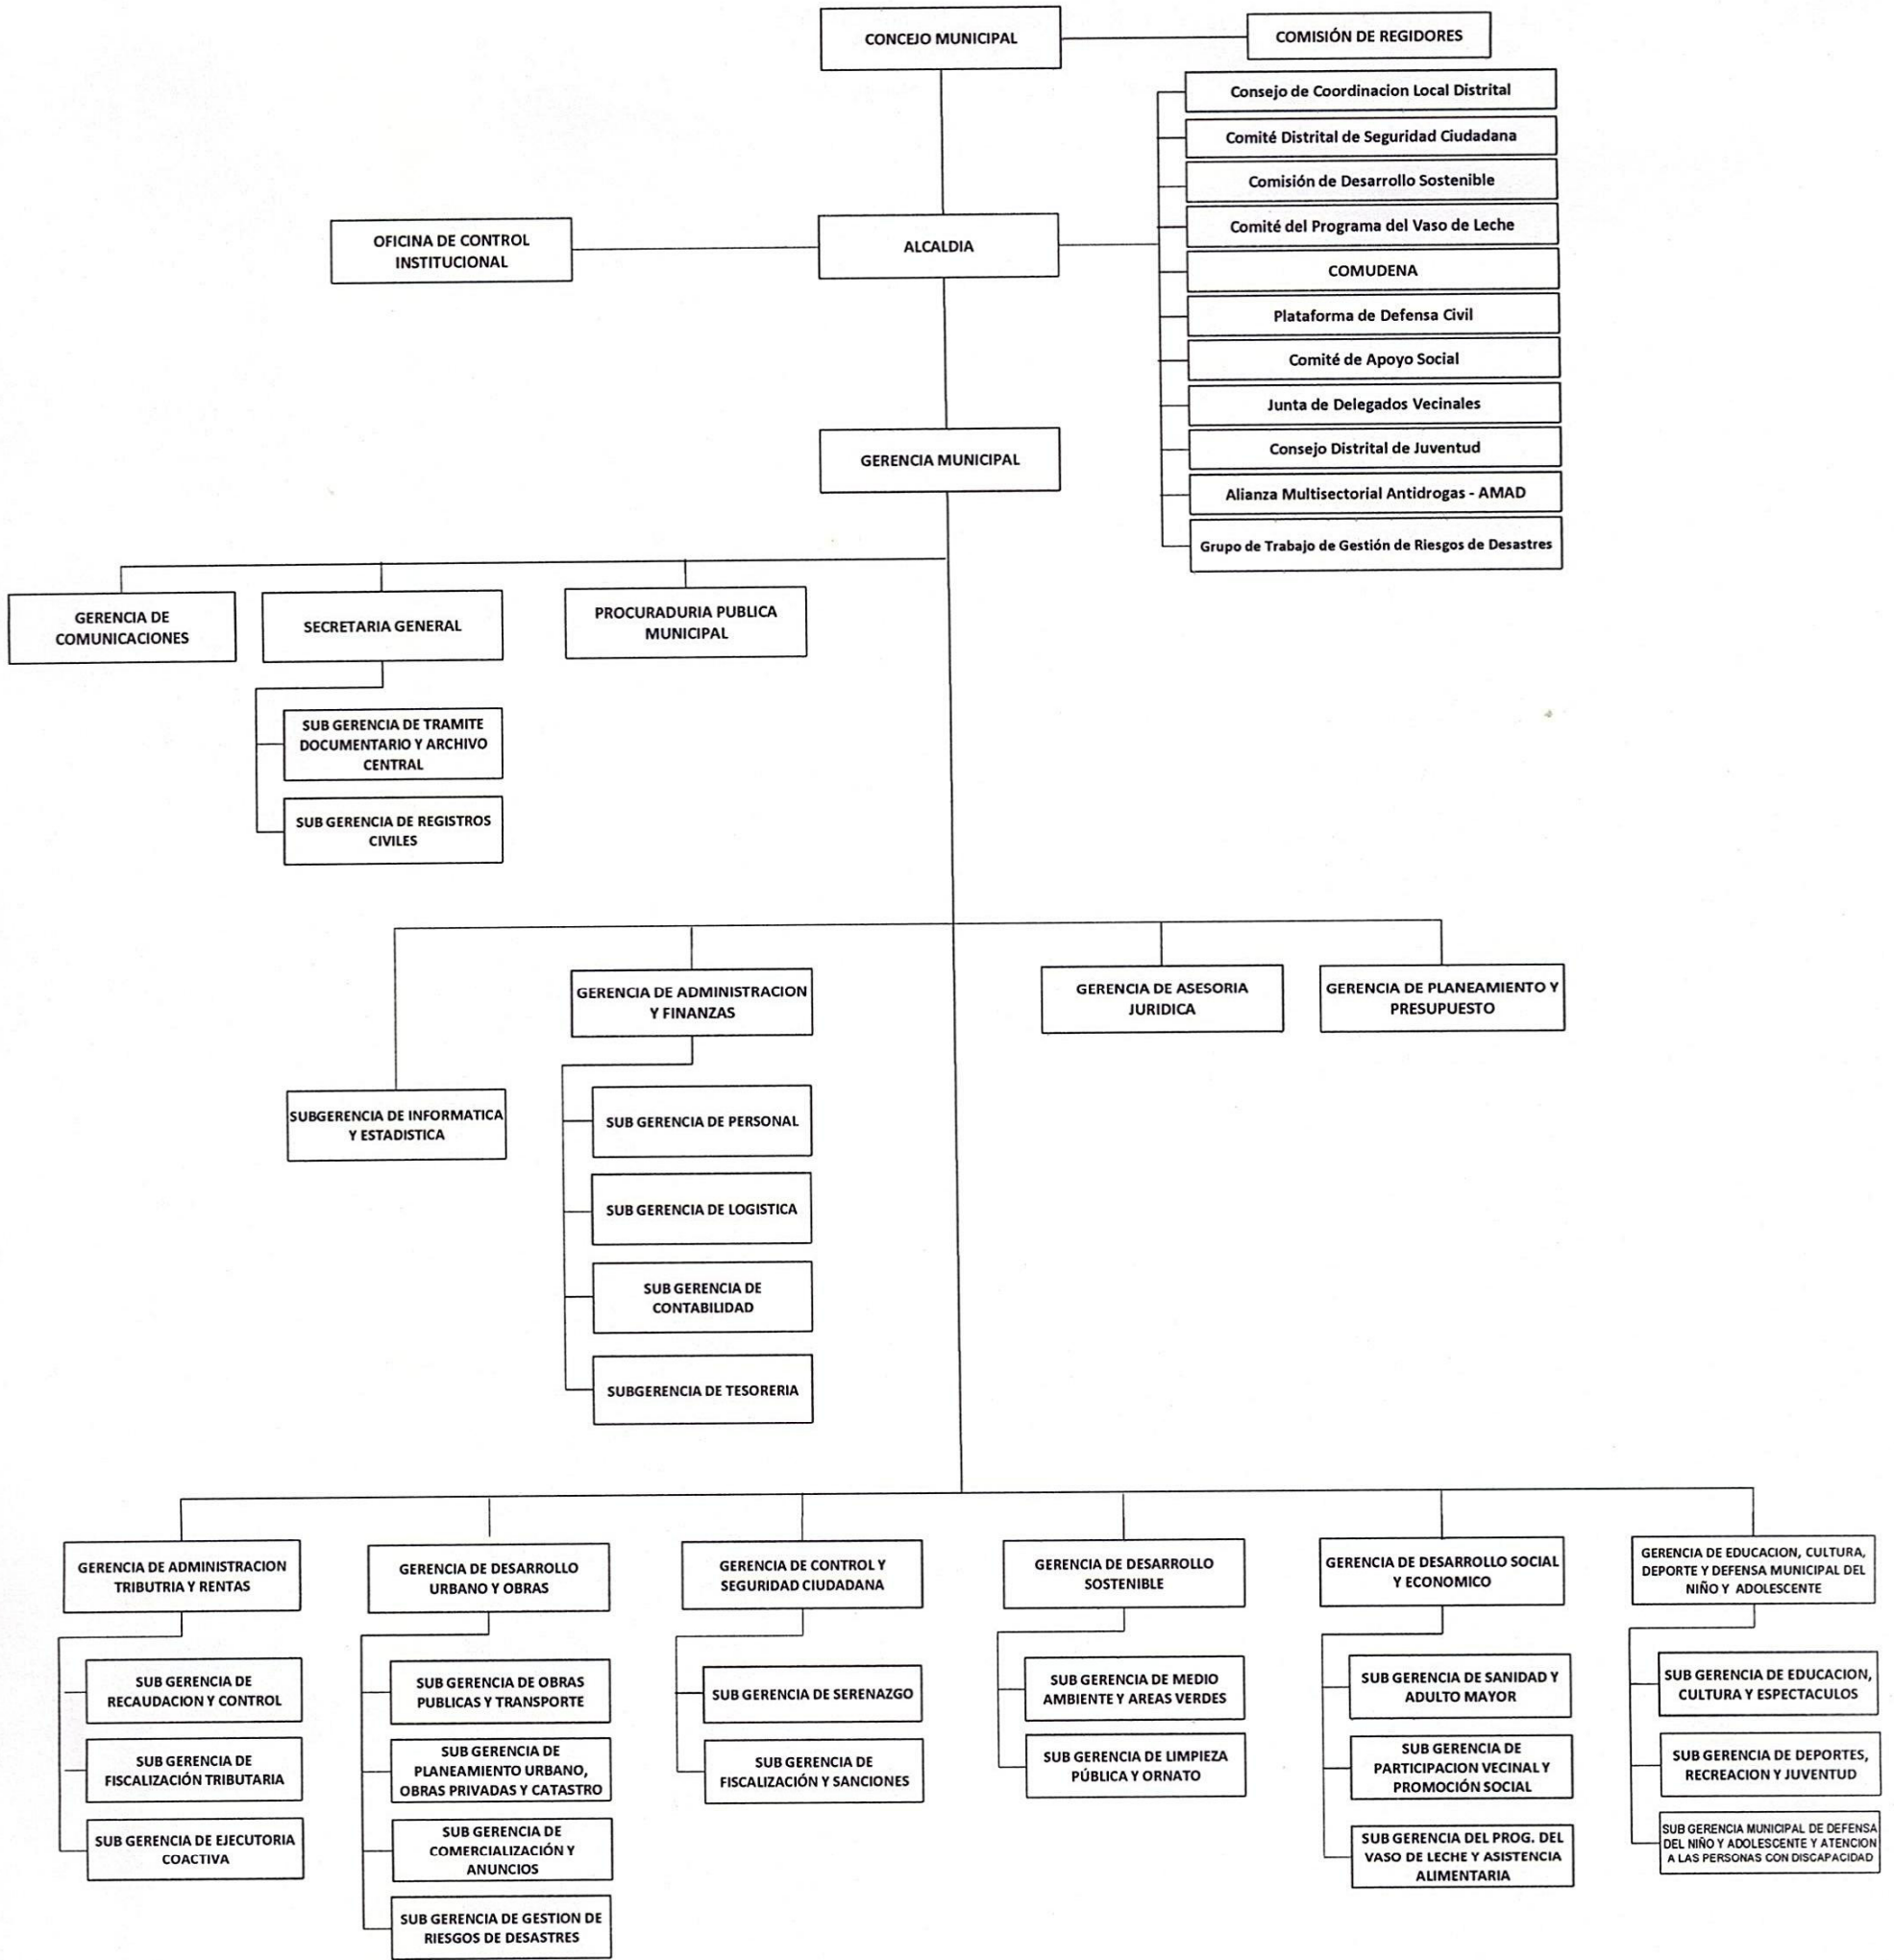 CONCEJO MUNICIPAL
COMISIÓN DE REGIDORES
Consejo de Coordinacion Local Distrital
Comité Distrital de Seguridad Ciudadana
Comisión de Desarrollo Sostenible
Comité del Programa del Vaso de Leche
COMUDENA
Plataforma de Defensa Civil
Comité de Apoyo Social
Junta de Delegados Vecinales
Consejo Distrital de Juventud
Alianza Multisectorial Antidrogas - AMAD
Grupo de Trabajo de Gestión de Riesgos de Desastres
OFICINA DE CONTROL
INSTITUCIONAL
ALCALDIA
GERENCIA MUNICIPAL
GERENCIA DE
COMUNICACIONES
SECRETARIA GENERAL
PROCURADURIA PUBLICA
MUNICIPAL
SUB GERENCIA DE TRAMITE
DOCUMENTARIO Y ARCHIVO
CENTRAL
SUB GERENCIA DE REGISTROS
CIVILES
GERENCIA DE ADMINISTRACION
Y FINANZAS
GERENCIA DE ASESORIA
JURIDICA
GERENCIA DE PLANEAMIENTO Y
PRESUPUESTO
SUBGERENCIA DE INFORMATICA
Y ESTADISTICA
SUB GERENCIA DE PERSONAL
SUB GERENCIA DE LOGISTICA
SUB GERENCIA DE
CONTABILIDAD
SUBGERENCIA DE TESORERIA
GERENCIA DE ADMINISTRACION
TRIBUTRIA Y RENTAS
SUB GERENCIA DE
RECAUDACION Y CONTROL
SUB GERENCIA DE
FISCALIZACIÓN TRIBUTARIA
SUB GERENCIA DE EJECUTORIA
COACTIVA
GERENCIA DE DESARROLLO
URBANO Y OBRAS
SUB GERENCIA DE OBRAS
PUBLICAS Y TRANSPORTE
SUB GERENCIA DE
PLANEAMIENTO URBANO,
OBRAS PRIVADAS Y CATASTRO
SUB GERENCIA DE
COMERCIALIZACIÓN Y
ANUNCIOS
SUB GERENCIA DE GESTION DE
RIESGOS DE DESASTRES
GERENCIA DE CONTROL Y
SEGURIDAD CIUDADANA
SUB GERENCIA DE SERENAZGO
SUB GERENCIA DE
FISCALIZACIÓN Y SANCIONES
GERENCIA DE DESARROLLO
SOSTENIBLE
SUB GERENCIA DE MEDIO
AMBIENTE Y AREAS VERDES
SUB GERENCIA DE LIMPIEZA
PÚBLICA Y ORNATO
GERENCIA DE DESARROLLO SOCIAL
Y ECONOMICO
SUB GERENCIA DE SANIDAD Y
ADULTO MAYOR
SUB GERENCIA DE
PARTICIPACION VECINAL Y
PROMOCIÓN SOCIAL
SUB GERENCIA DEL PROG. DEL
VASO DE LECHE Y ASISTENCIA
ALIMENTARIA
GERENCIA DE EDUCACION, CULTURA,
DEPORTE Y DEFENSA MUNICIPAL DEL
NIÑO Y ADOLESCENTE
SUB GERENCIA DE EDUCACION,
CULTURA Y ESPECTACULOS
SUB GERENCIA DE DEPORTES,
RECREACION Y JUVENTUD
SUB GERENCIA MUNICIPAL DE DEFENSA
DEL NIÑO Y ADOLESCENTE Y ATENCION
A LAS PERSONAS CON DISCAPACIDAD